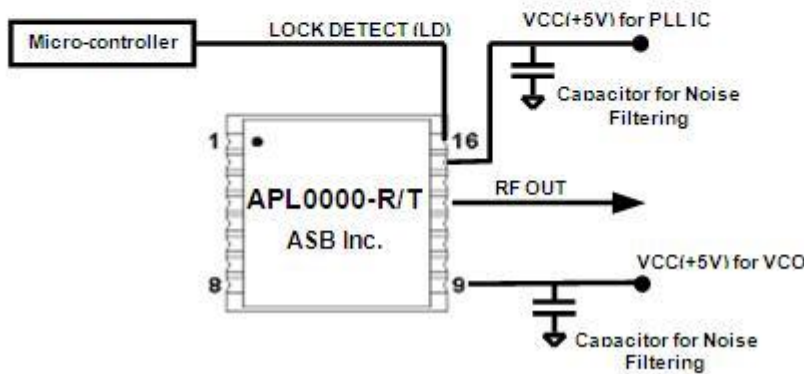 Micro-controller
LOCK DETECT (LD)
VCC(+5V) for PLL IC
Capacitor for Noise
Filtering
1
16
APL0000-R/T
ASB Inc.
RF OUT
8
9
VCC(+5V) for VCO
Capacitor for Noise
Filtering